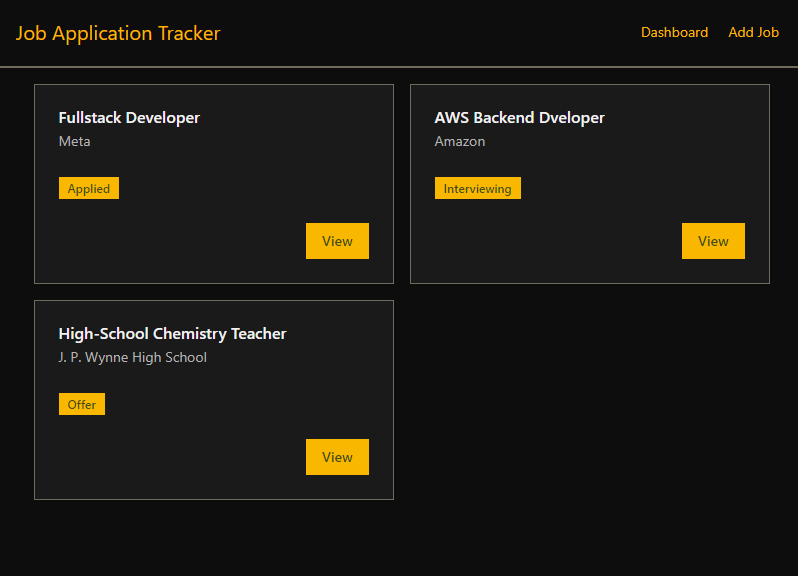 Job Application Tracker
Dashboard
Add Job
Fullstack Developer
Meta
Applied
View
AWS Backend Dveloper
Amazon
Interviewing
View
High-School Chemistry Teacher
J. P. Wynne High School
Offer
View